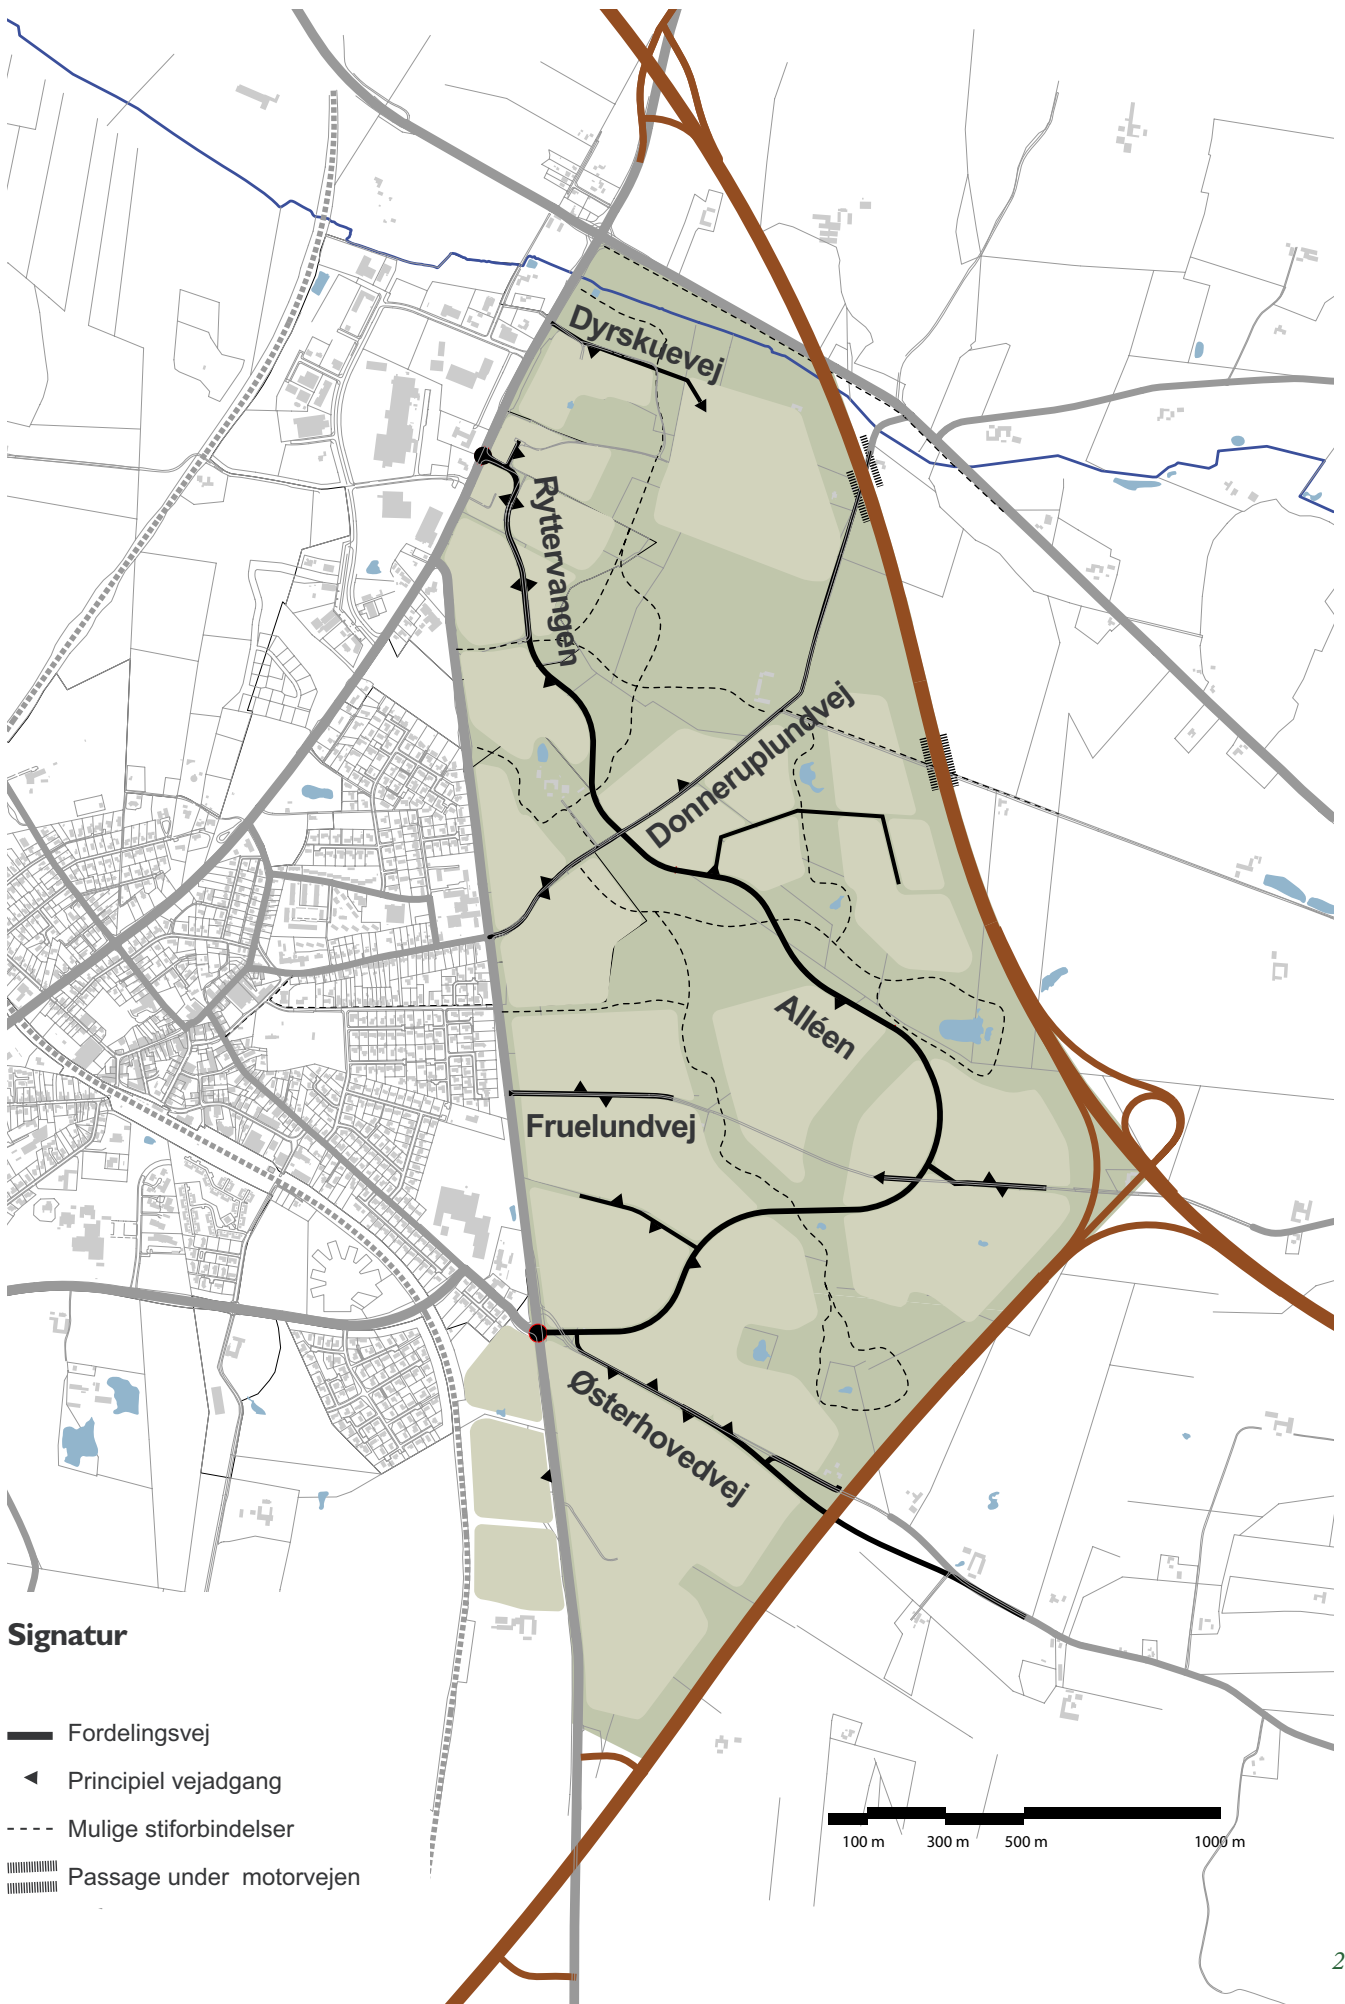 Dyrskuevej
Ryttervangen
Donneruplundvej
Alléen
Fruelundvej
Østerhovedvej
Signatur
Fordelingsvej
Principiel vejadgang
Mulige stiforbindelser
Passage under motorvejen
100 m 300 m 500 m 1000 m
2